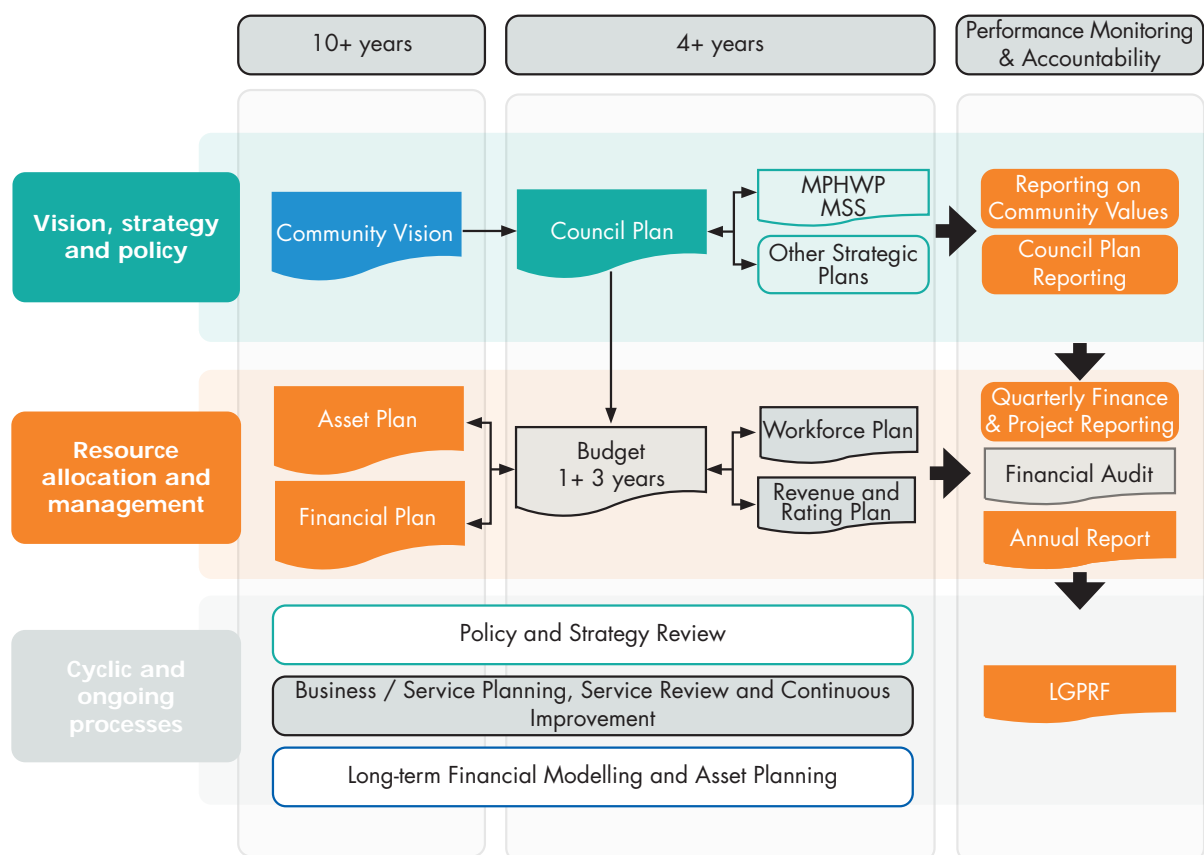 10+ years
4+ years
Performance Monitoring
& Accountability
Vision, strategy
and policy
Community Vision
Council Plan
MPHWP
MSS
Other Strategic
Plans
Reporting on
Community Values
Council Plan
Reporting
Resource
allocation and
management
Asset Plan
Financial Plan
Budget
1+ 3 years
Workforce Plan
Revenue and
Rating Plan
Quarterly Finance
& Project Reporting
Financial Audit
Annual Report
Cyclic and
ongoing
processes
Policy and Strategy Review
Business / Service Planning, Service Review and Continuous
Improvement
Long-term Financial Modelling and Asset Planning
LGPRF